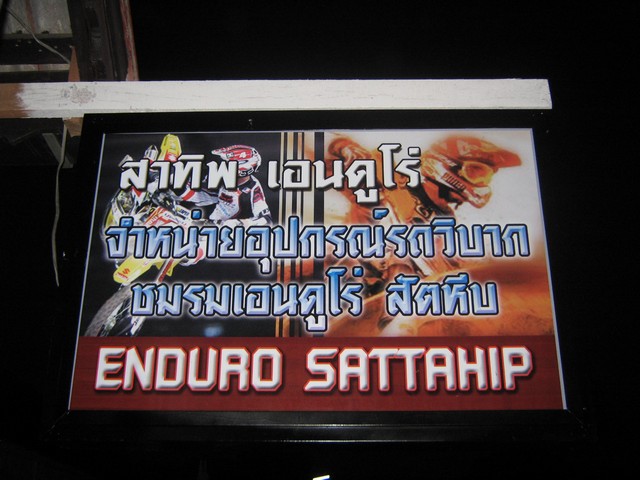 สาทิพ เอนดูโร่
จำหน่ายอุปกรณ์รถวิบาก
ชมรมเอนดูโร่ สัตหีบ
ENDURO SATTAHIP